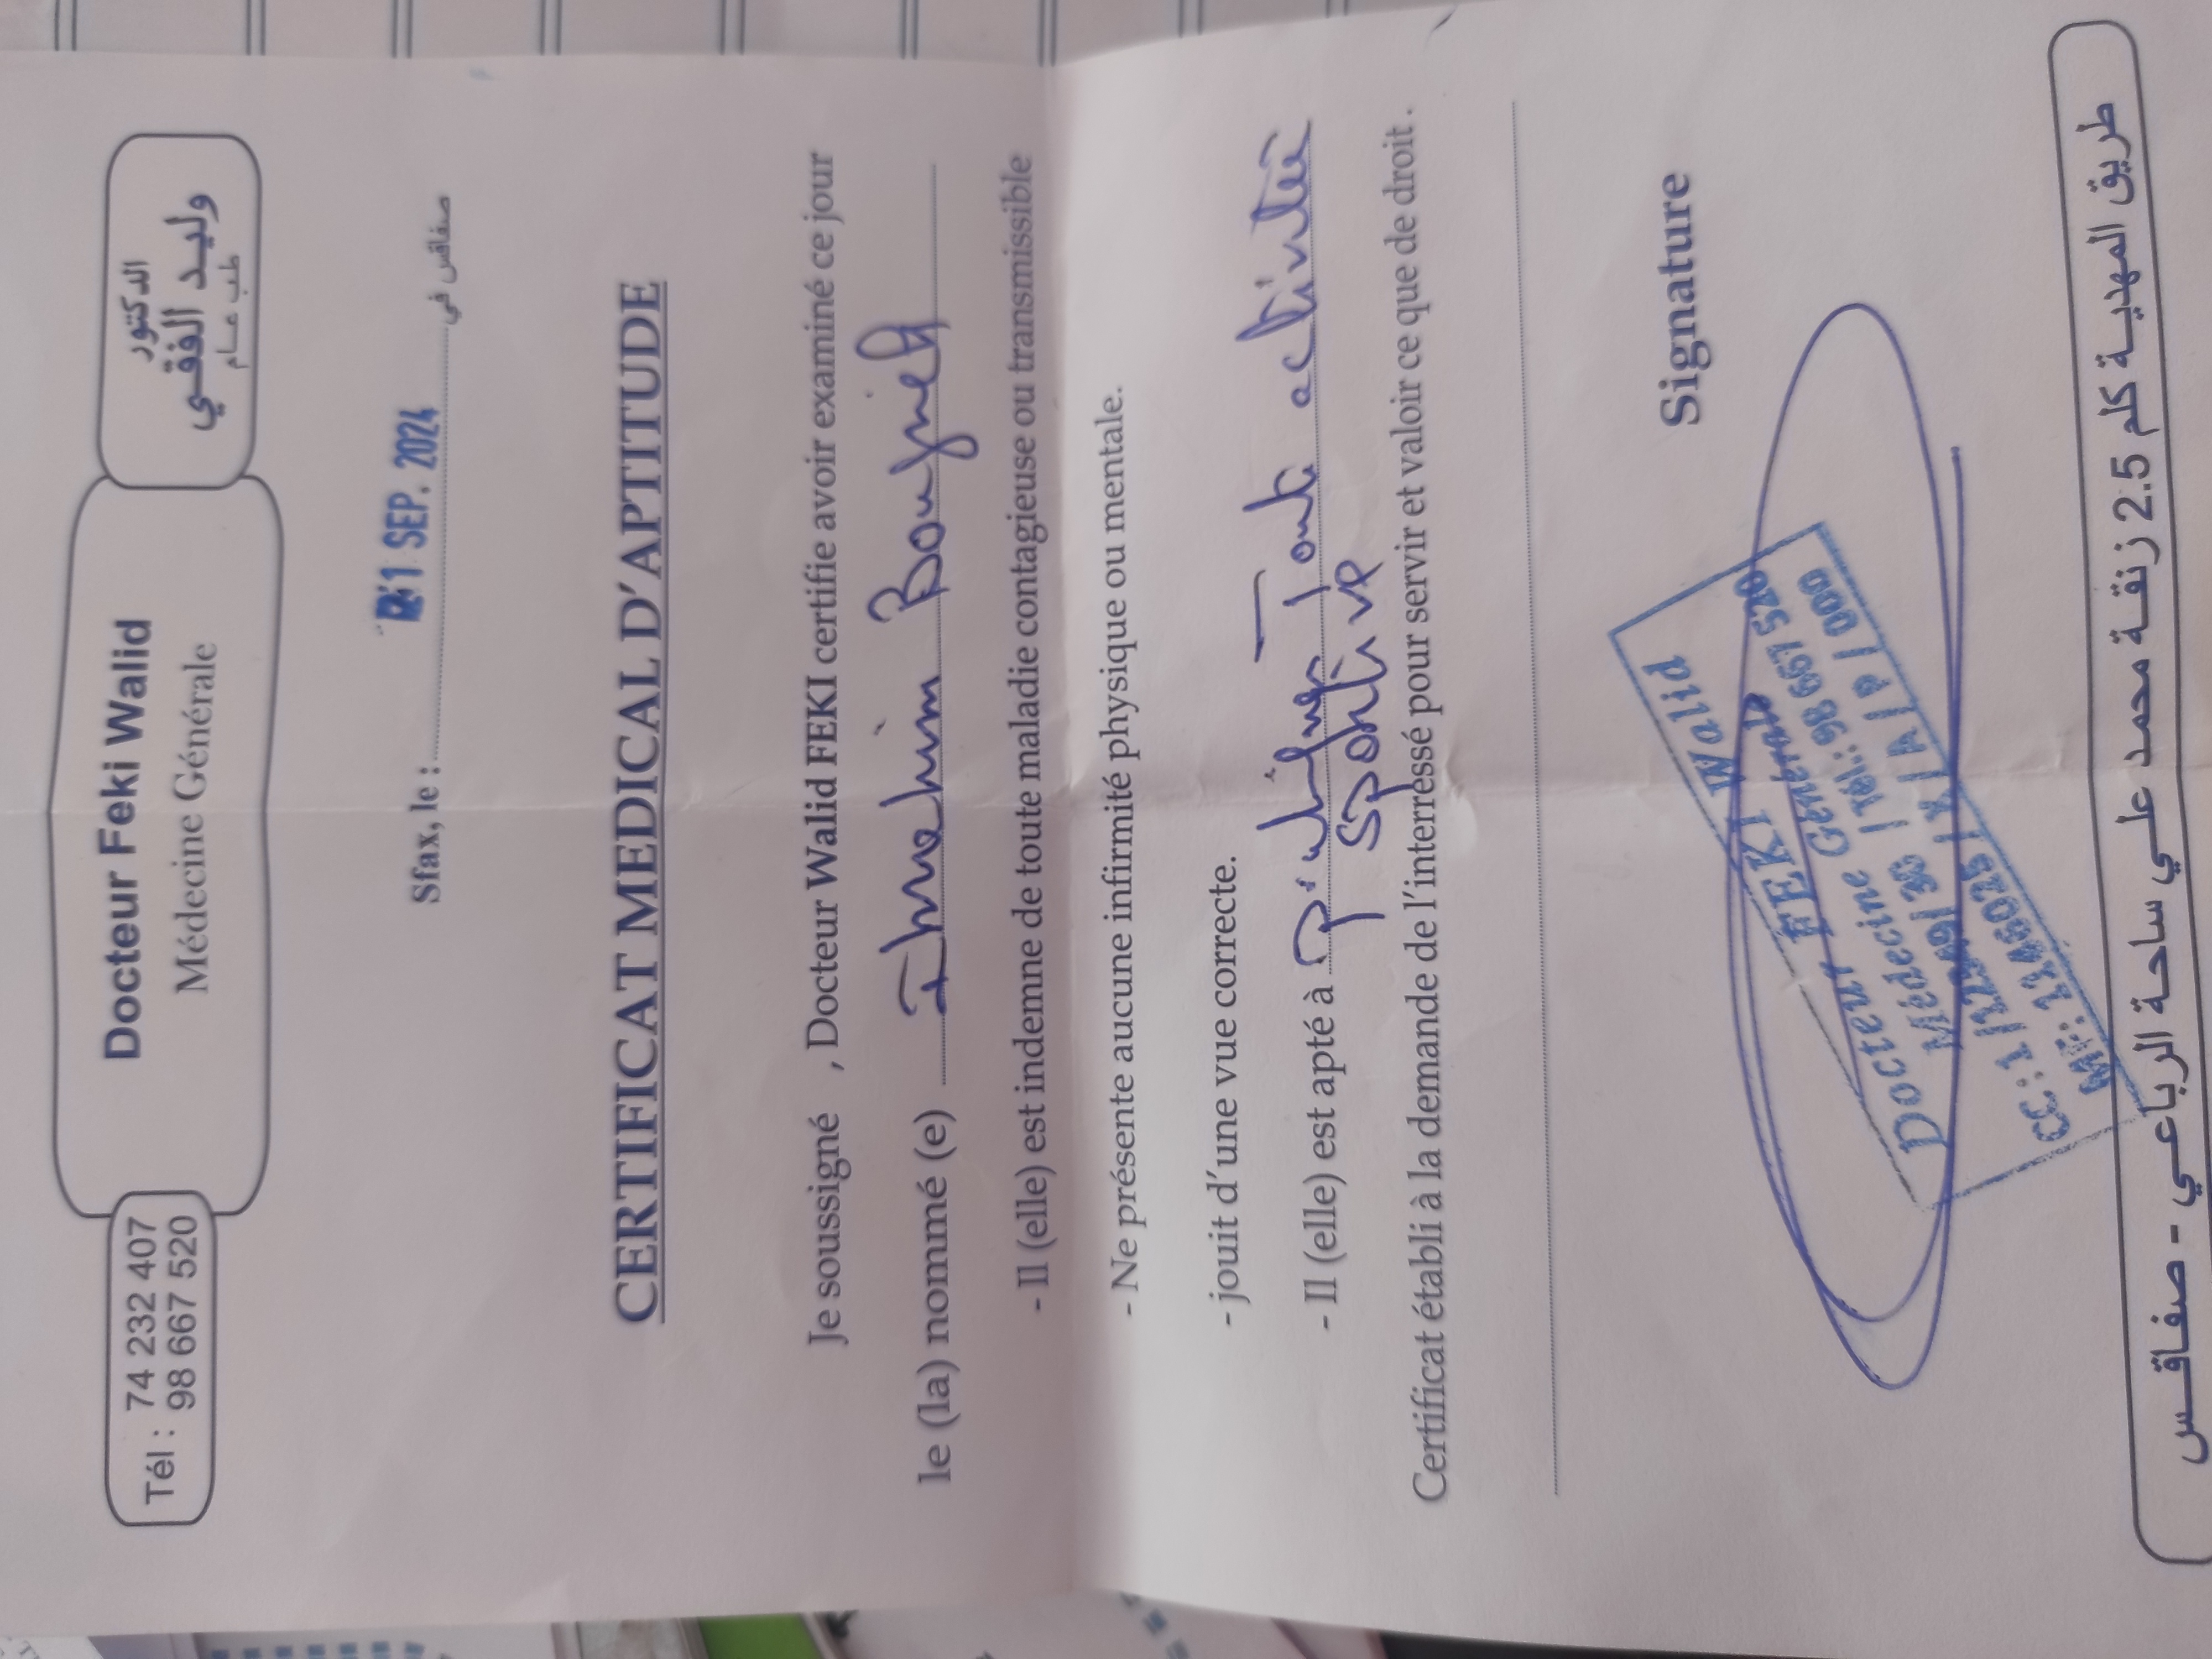 Tél : 74 232 407
98 667 520
Docteur Feki Walid
Médecine Générale
الدكتور
وليد الفقي
طب عام
Sfax, le : 1 SEP. 2024 صفاقس في
CERTIFICAT MEDICAL D'APTITUDE
Je soussigné , Docteur Walid FEKI certifie avoir examiné ce jour
le (la) nommé (e)
- Il (elle) est indemne de toute maladie contagieuse ou transmissible
- Ne présente aucune infirmité physique ou mentale.
- jouit d'une vue correcte.
- Il (elle) est apté à Toute activité
sportive
Certificat établi à la demande de l'interressé pour servir et valoir ce que de droit .
Signature
Docteur FEKI Walid
Médecine Générale
Tél.: 98 667 520
طريق المهدية كلم 2.5 زنقة محمد علي ساحة الرباعي - صفاقس